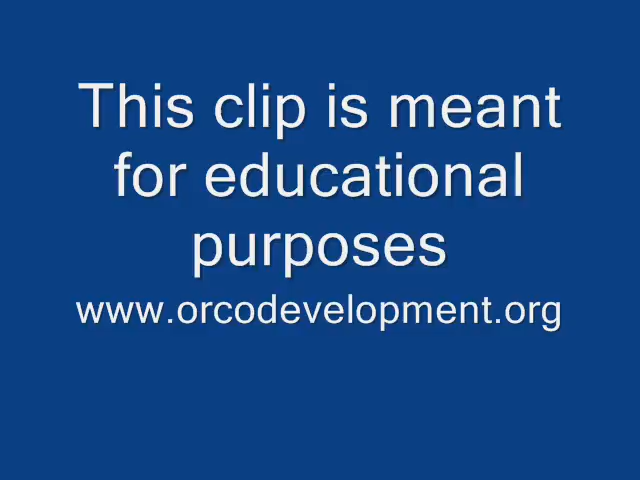 This clip is meant
for educational
purposes
www.orcodevelopment.org